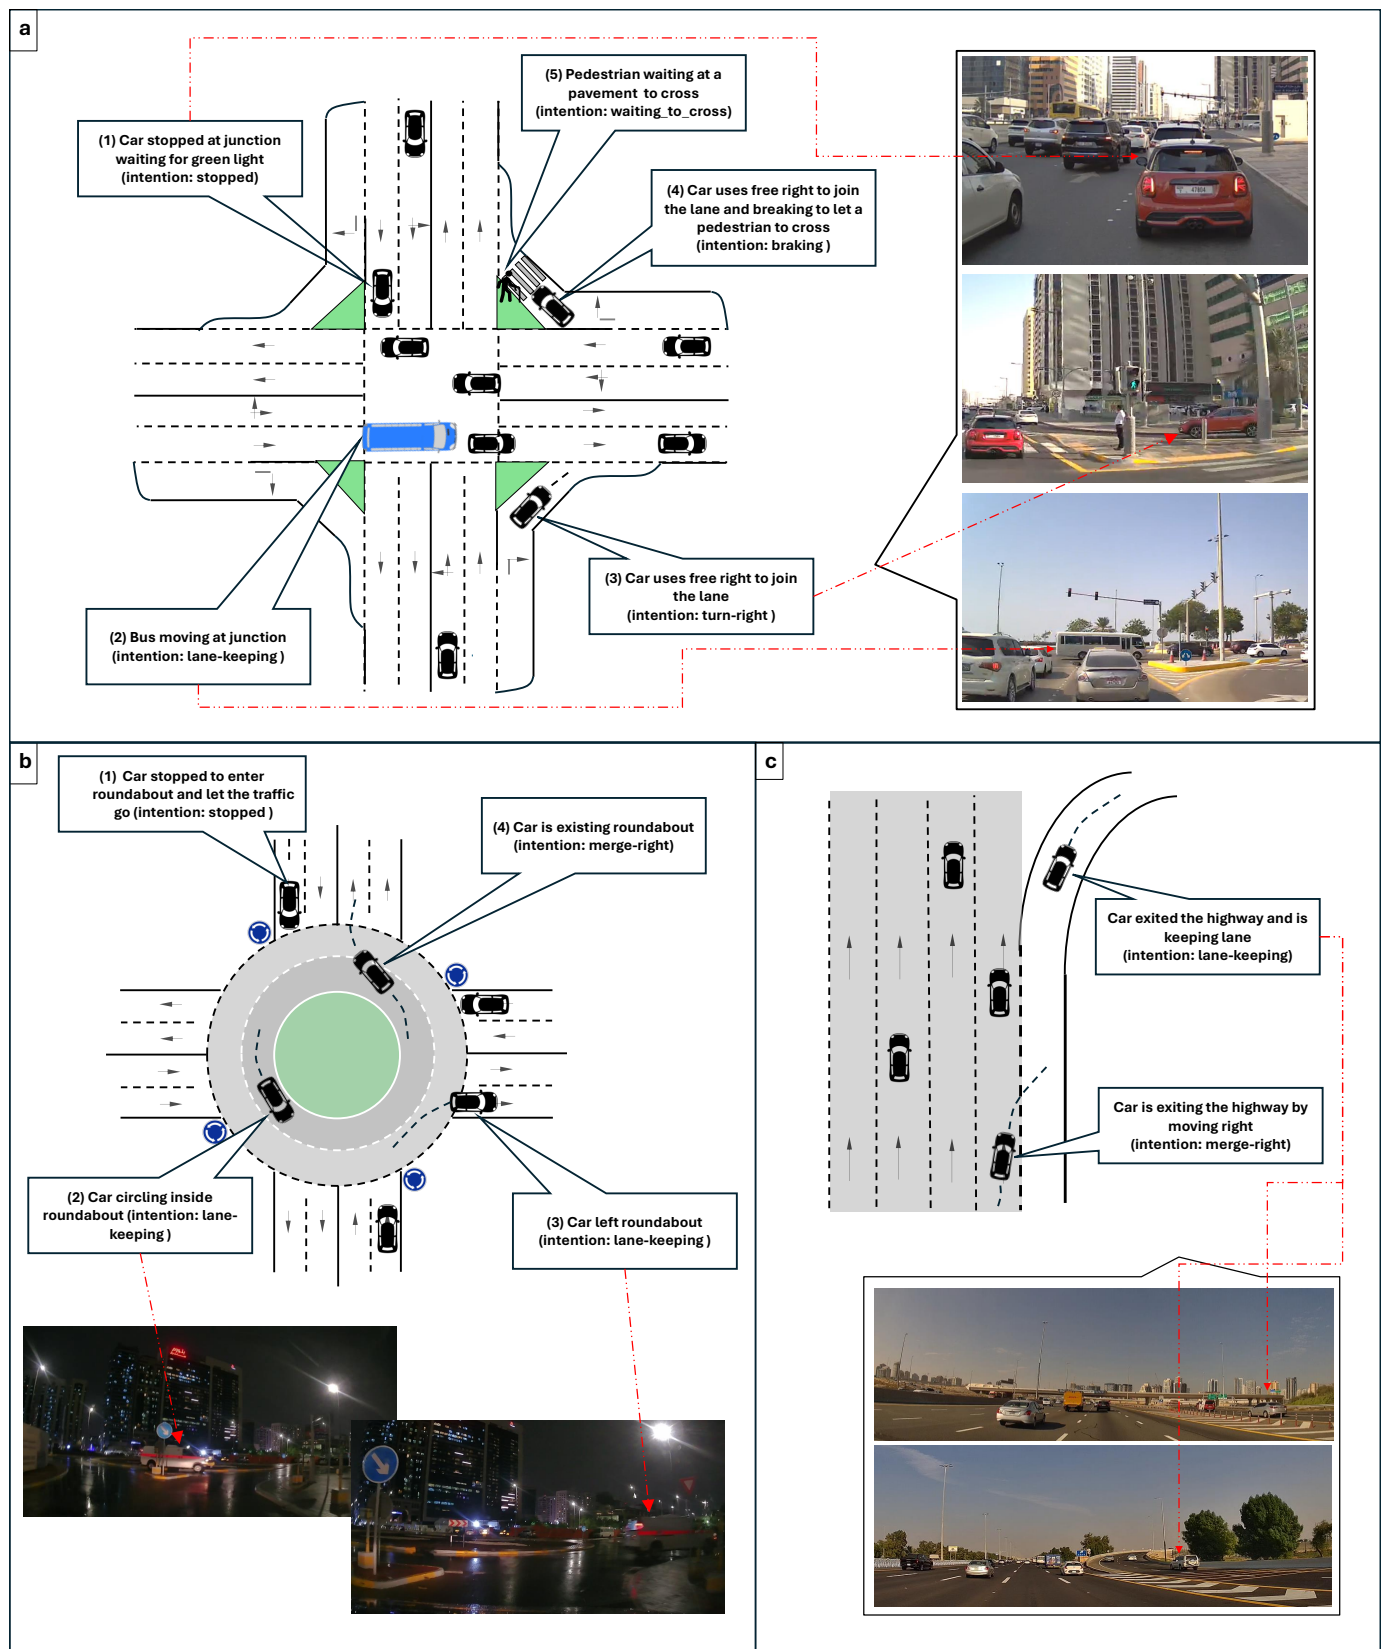 a
(1) Car stopped at junction
waiting for green light
(intention: stopped)
(5) Pedestrian waiting at a
pavement to cross
(intention: waiting_to_cross)
(4) Car uses free right to join
the lane and breaking to let a
pedestrian to cross
(intention: braking )
(3) Car uses free right to join
the lane
(intention: turn-right )
(2) Bus moving at junction
(intention: lane-keeping )
b
(1) Car stopped to enter
roundabout and let the traffic
go (intention: stopped )
(4) Car is existing roundabout
(intention: merge-right)
(2) Car circling inside
roundabout (intention: lane-
keeping )
(3) Car left roundabout
(intention: lane-keeping )
c
Car exited the highway and is
keeping lane
(intention: lane-keeping)
Car is exiting the highway by
moving right
(intention: merge-right)